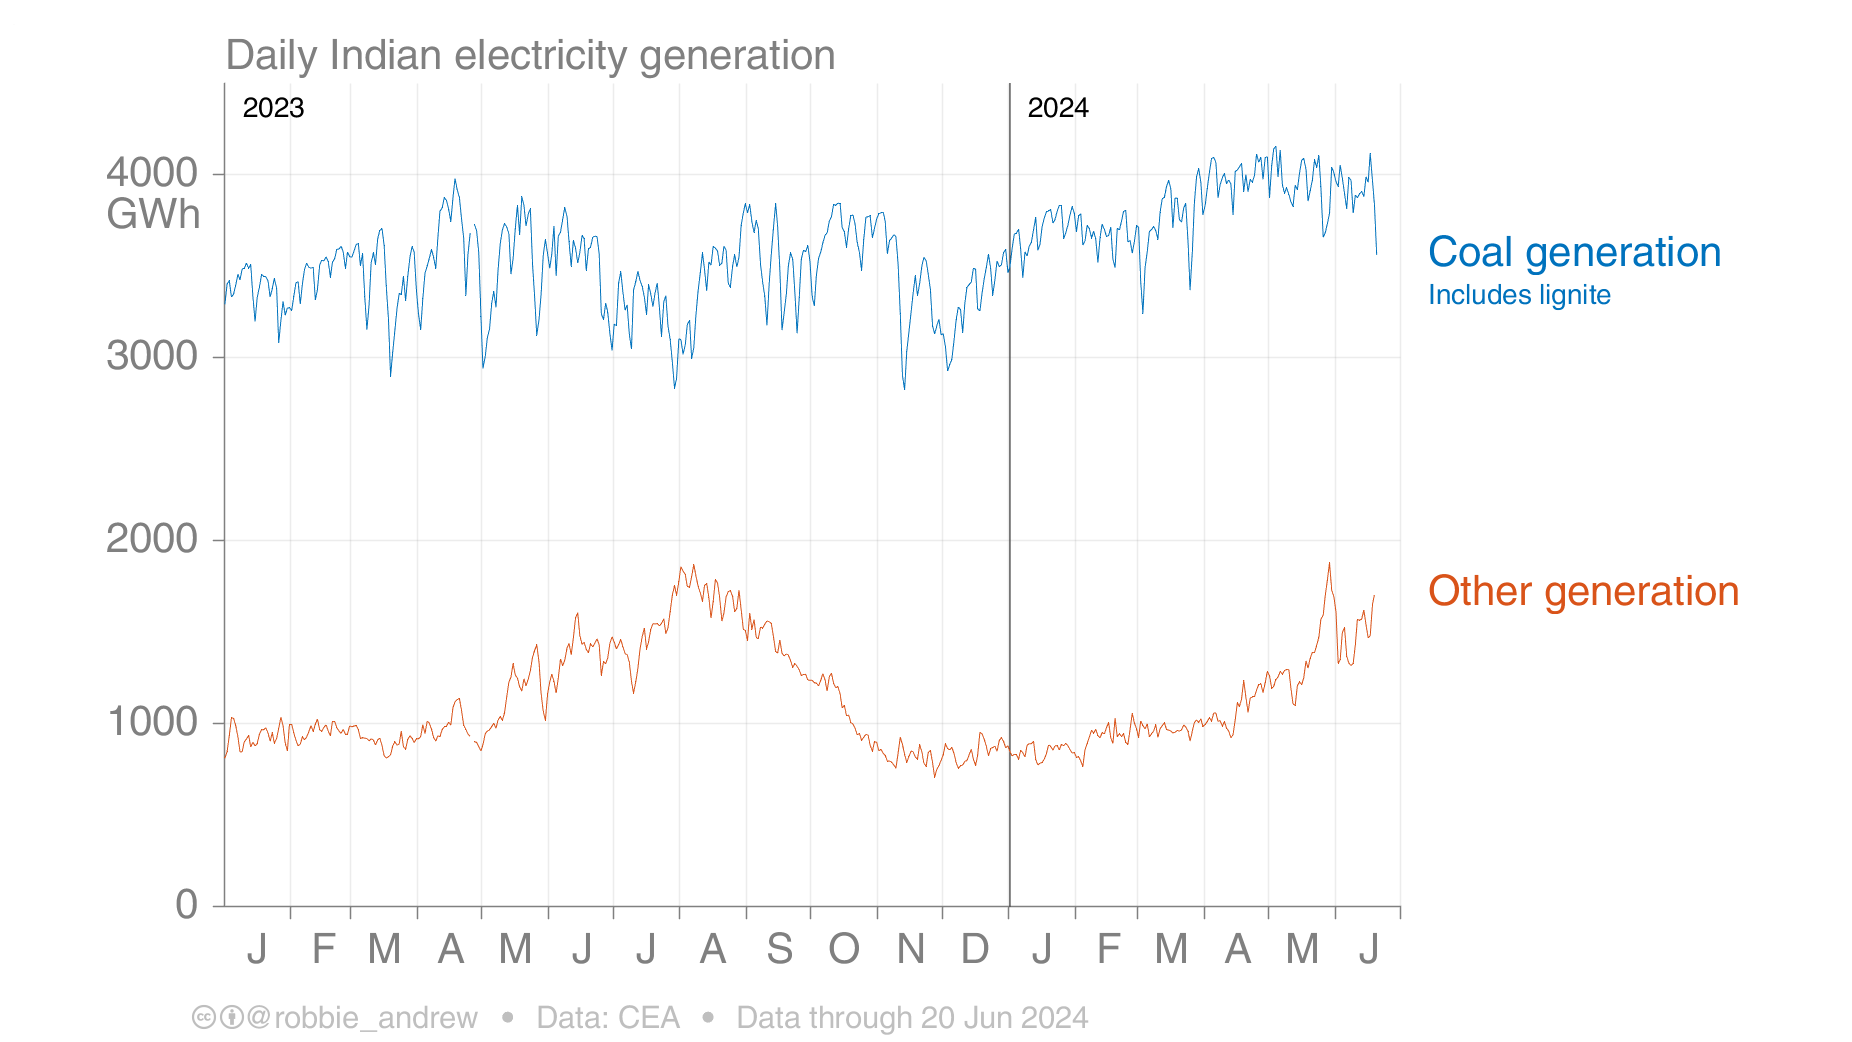 Daily Indian electricity generation
2023
2024
4000
GWh
3000
2000
1000
0
Coal generation
Includes lignite
Other generation
J F M A M J J A S O N D J F M A M J
cc @robbie_andrew • Data: CEA • Data through 20 Jun 2024